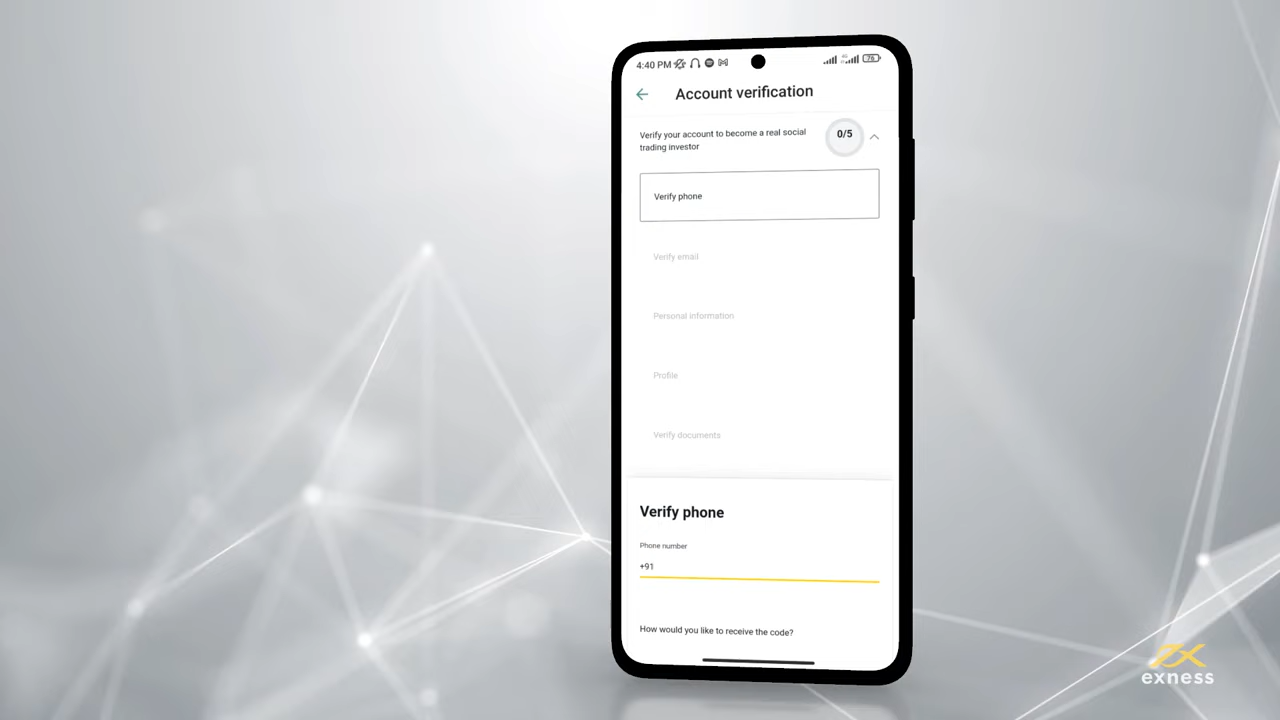 4:40 PM
4G
76
Account verification
Verify your account to become a real social
trading investor
0/5
Verify phone
Verify email
Personal information
Profile
Verify documents
Verify phone
Phone number
+91
How would you like to receive the code?
exness